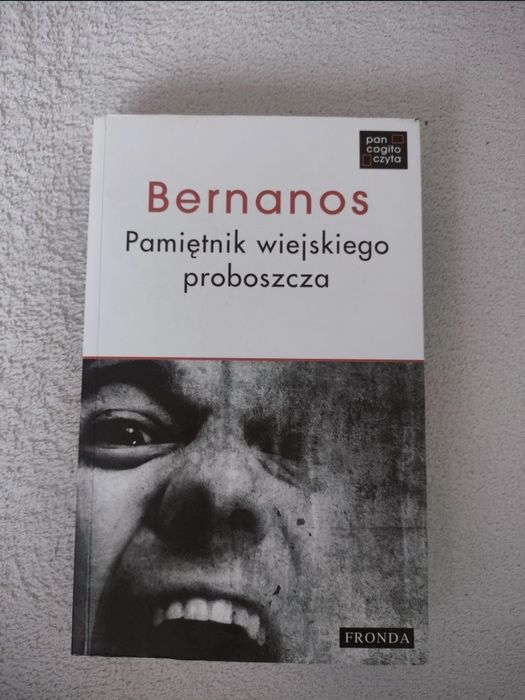 pan
cogito
czyta
Bernanos
Pamiętnik wiejskiego
proboszcza
FRONDA